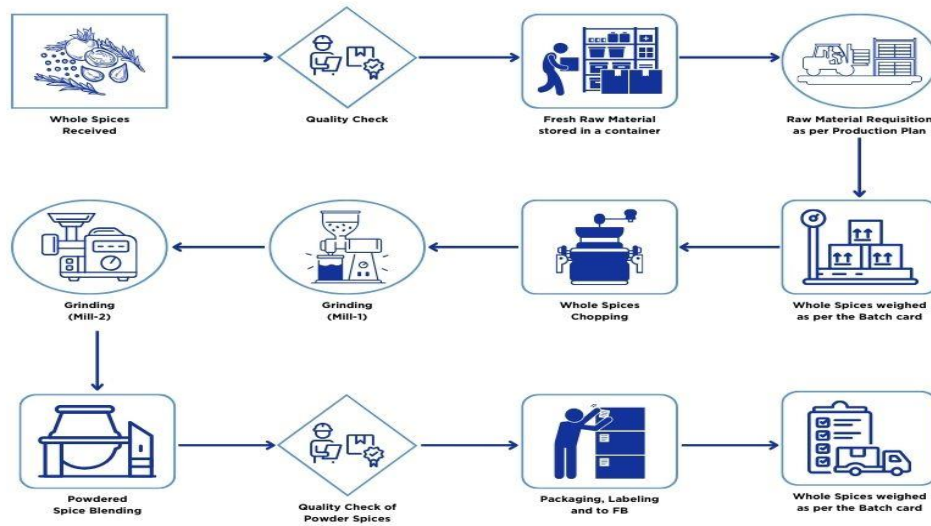 Whole Spices
Received
Quality Check
Fresh Raw Material
stored in a container
Raw Material Requisition
as per Production Plan
Grinding
(Mill-2)
Grinding
(Mill-1)
Whole Spices
Chopping
Whole Spices weighed
as per the Batch card
Powdered
Spice Blending
Quality Check of
Powder Spices
Packaging, Labeling
and to FB
Whole Spices weighed
as per the Batch card